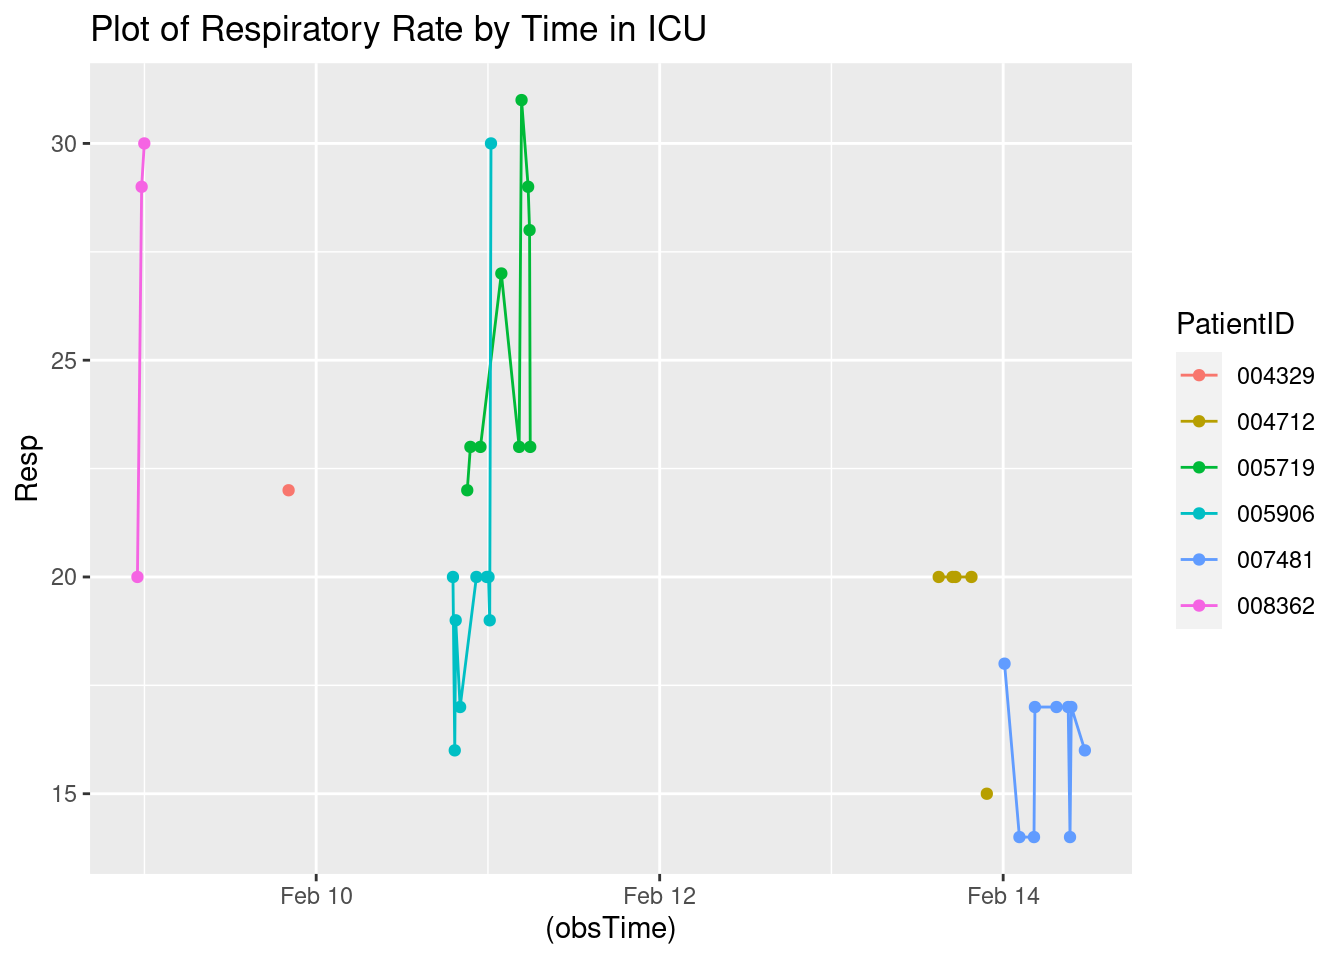 Plot of Respiratory Rate by Time in ICU
30
25
20
15
Resp
Feb 10
Feb 12
Feb 14
(obsTime)
PatientID
004329
004712
005719
005906
007481
008362